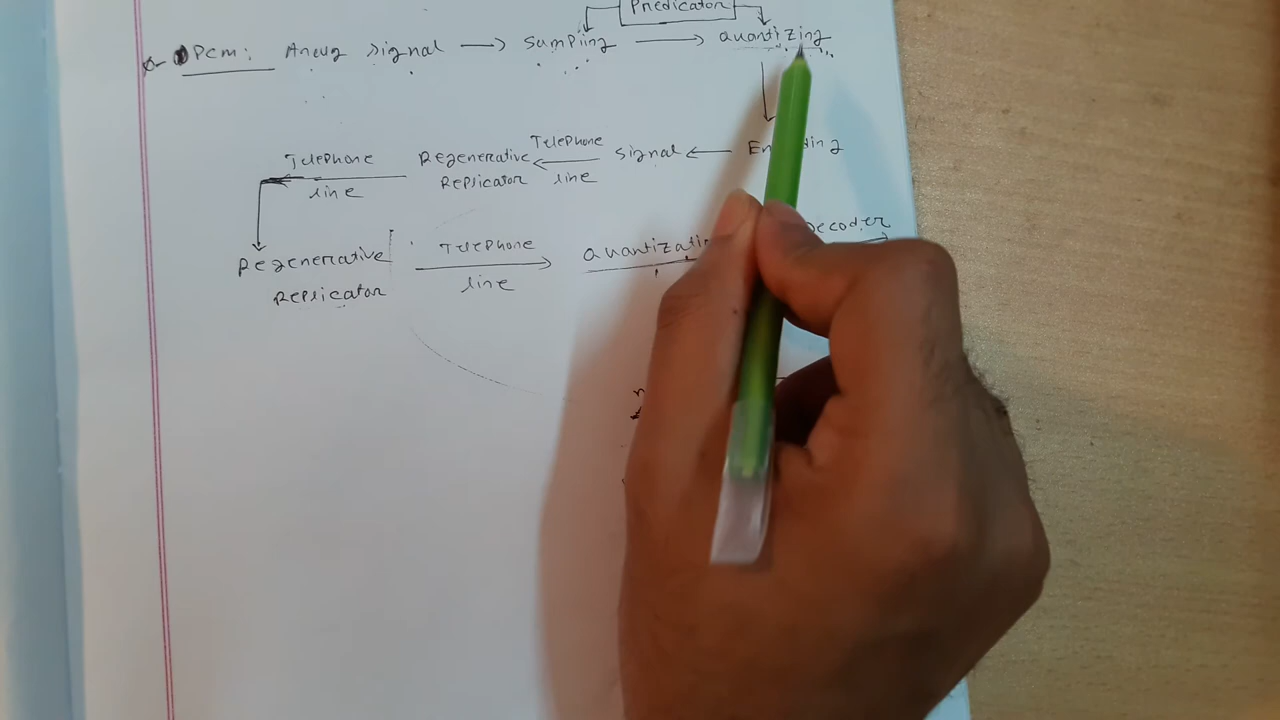 Predicator
PCM: Analog signal → Sampling → Quantizing
Telephone Regenerative Telephone signal ← Encoding
line Replicator line
Regenerative Telephone Quantization Decoder
Replicator line